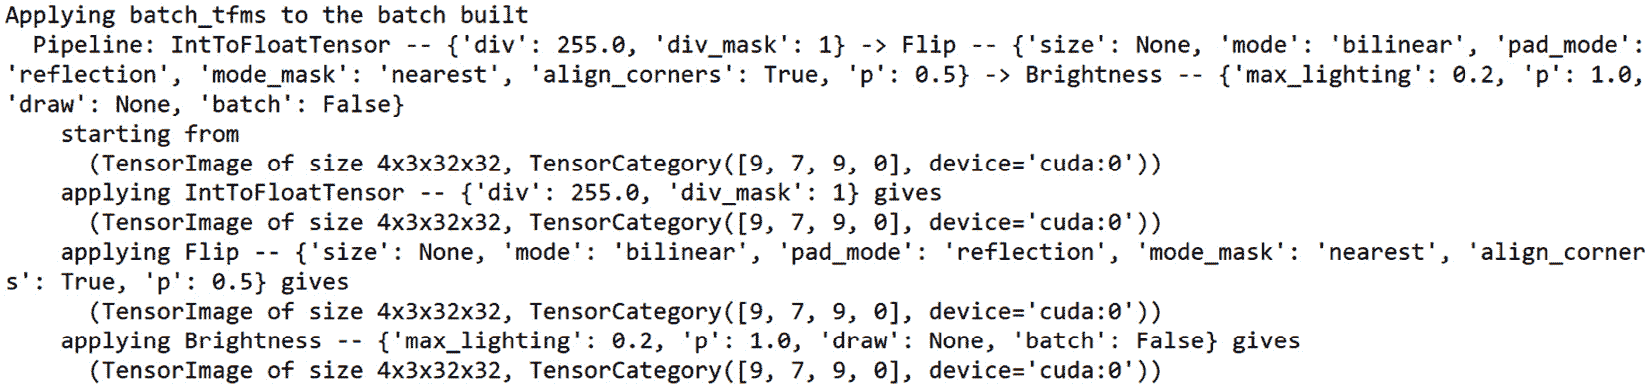 Applying batch_tfms to the batch built
  Pipeline: IntToFloatTensor -- {'div': 255.0, 'div_mask': 1} -> Flip -- {'size': None, 'mode': 'bilinear', 'pad_mode':
'reflection', 'mode_mask': 'nearest', 'align_corners': True, 'p': 0.5} -> Brightness -- {'max_lighting': 0.2, 'p': 1.0,
'draw': None, 'batch': False}
    starting from
      (TensorImage of size 4x3x32x32, TensorCategory([9, 7, 9, 0], device='cuda:0'))
    applying IntToFloatTensor -- {'div': 255.0, 'div_mask': 1} gives
      (TensorImage of size 4x3x32x32, TensorCategory([9, 7, 9, 0], device='cuda:0'))
    applying Flip -- {'size': None, 'mode': 'bilinear', 'pad_mode': 'reflection', 'mode_mask': 'nearest', 'align_corner
s': True, 'p': 0.5} gives
      (TensorImage of size 4x3x32x32, TensorCategory([9, 7, 9, 0], device='cuda:0'))
    applying Brightness -- {'max_lighting': 0.2, 'p': 1.0, 'draw': None, 'batch': False} gives
      (TensorImage of size 4x3x32x32, TensorCategory([9, 7, 9, 0], device='cuda:0'))